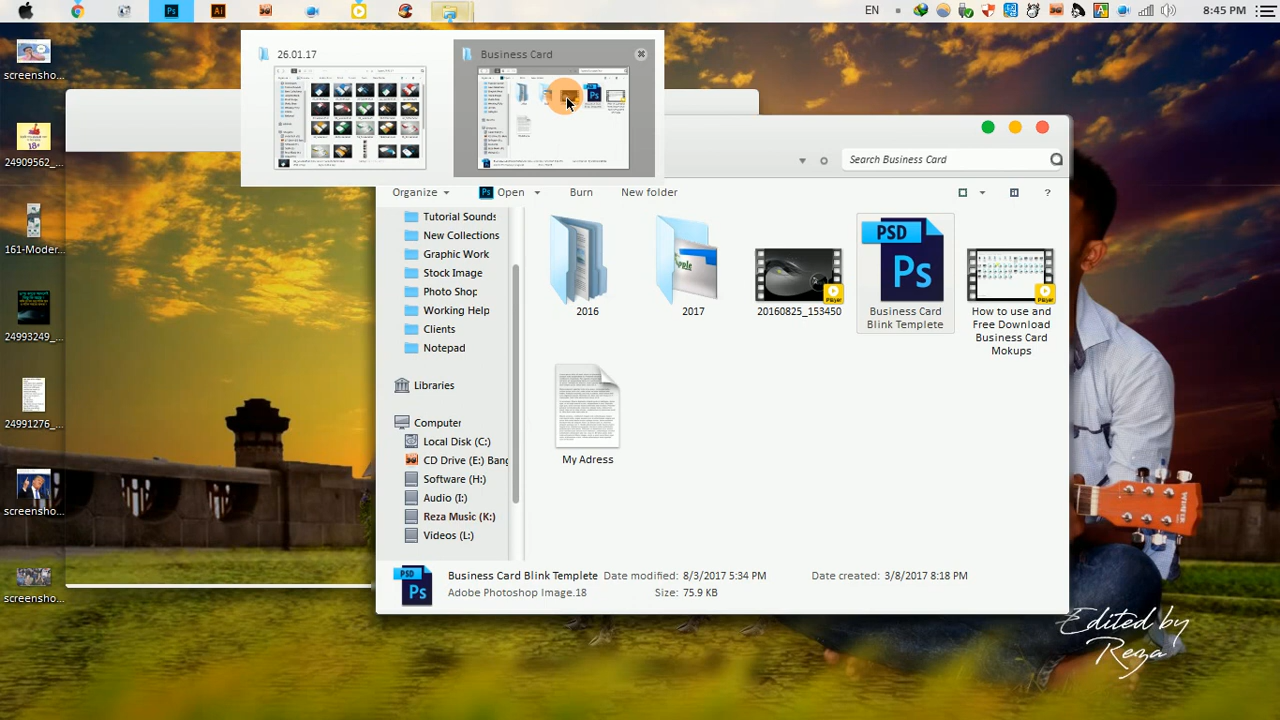 EN
8:45 PM
26.01.17
Business Card
Search Business Card
Organize
Open
Burn
New folder
?
Tutorial Sounds
New Collections
Graphic Work
Stock Image
Photo Shop
Working Help
Clients
Notepad
Libraries
Computer
Local Disk (C:)
CD Drive (E:) Bang
Software (H:)
Audio (I:)
Reza Music (K:)
Videos (L:)
2016
2017
20160825_153450
PSD
Ps
Business Card
Blink Templete
How to use and
Free Download
Business Card
Mokups
My Adress
Business Card Blink Templete
Date modified: 8/3/2017 5:34 PM
Date created: 3/8/2017 8:18 PM
Adobe Photoshop Image.18
Size: 75.9 KB
screensho...
24909562_...
161-Moder...
24993249_...
24991276_...
screensho...
screensho...
Edited by
Reza